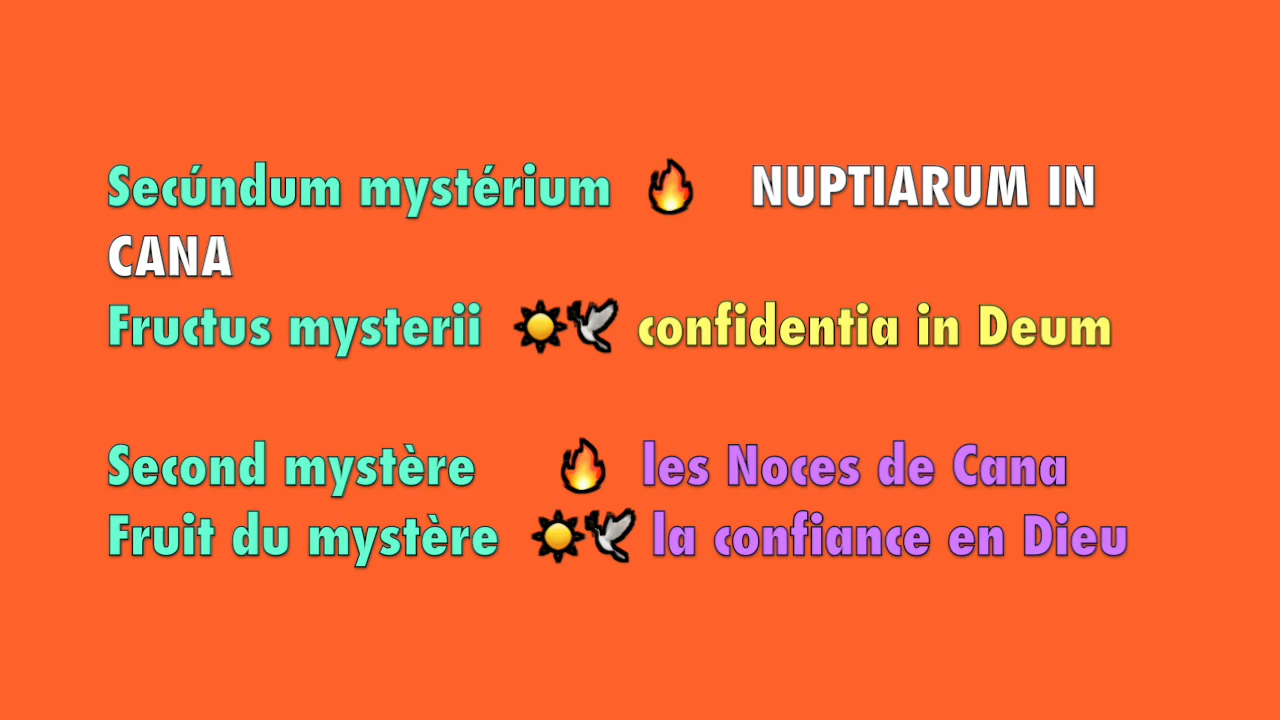 Secúndum mystérium 🔥 NUPTIARUM IN
CANA
Fructus mysterii ☀️🕊️ confidentia in Deum
Second mystère 🔥 les Noces de Cana
Fruit du mystère ☀️🕊️ la confiance en Dieu